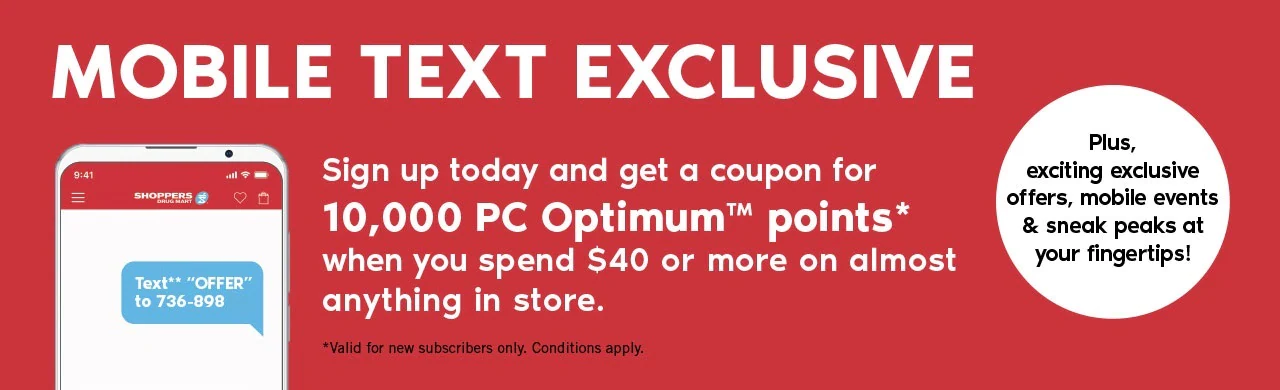 MOBILE TEXT EXCLUSIVE
9:41
SHOPPERS
DRUG MART
Text** “OFFER”
to 736-898
Sign up today and get a coupon for
10,000 PC Optimum™ points*
when you spend $40 or more on almost
anything in store.
*Valid for new subscribers only. Conditions apply.
Plus,
exciting exclusive
offers, mobile events
& sneak peaks at
your fingertips!